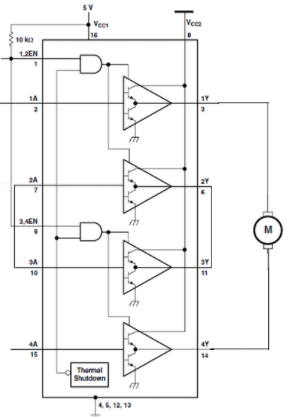 5 V
VCC1
VCC2
10 kΩ
16
8
1,2EN
1
1A
2
1Y
3
2A
7
2Y
6
3,4EN
9
3A
10
3Y
11
M
4A
15
4Y
14
Thermal
Shutdown
4, 5, 12, 13